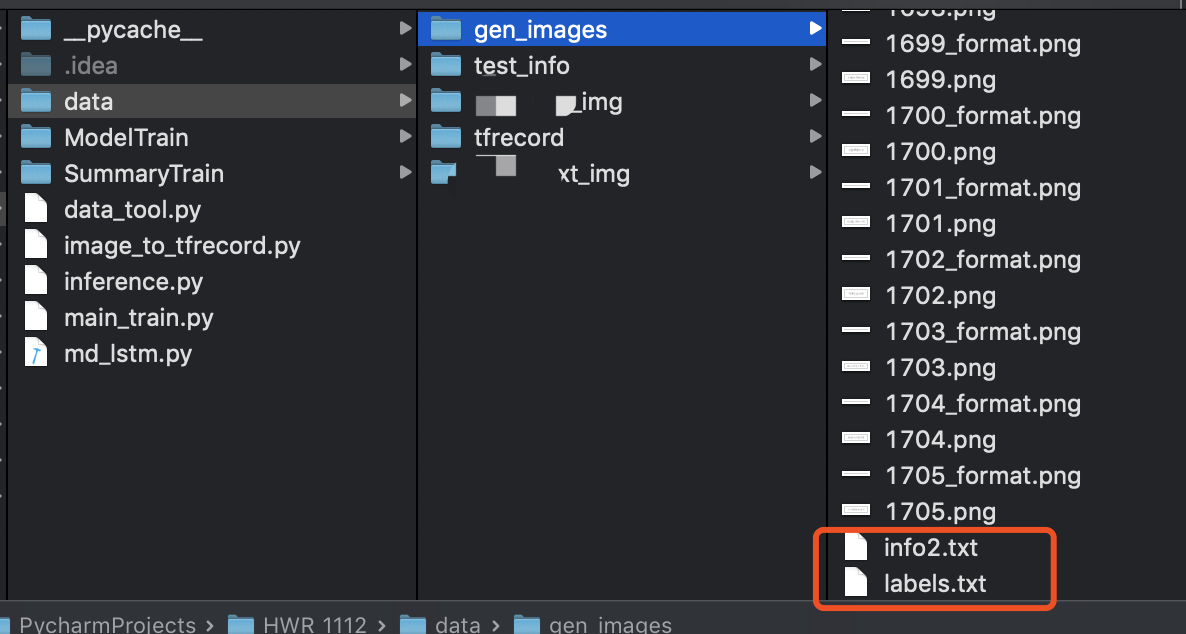 __pycache__
.idea
data
ModelTrain
SummaryTrain
data_tool.py
image_to_tfrecord.py
inference.py
main_train.py
md_lstm.py
gen_images
test_info
_img
tfrecord
xt_img
1698.png
1699_format.png
1699.png
1700_format.png
1700.png
1701_format.png
1701.png
1702_format.png
1702.png
1703_format.png
1703.png
1704_format.png
1704.png
1705_format.png
1705.png
info2.txt
labels.txt
PycharmProjects › HWR 1112 › data › gen_images